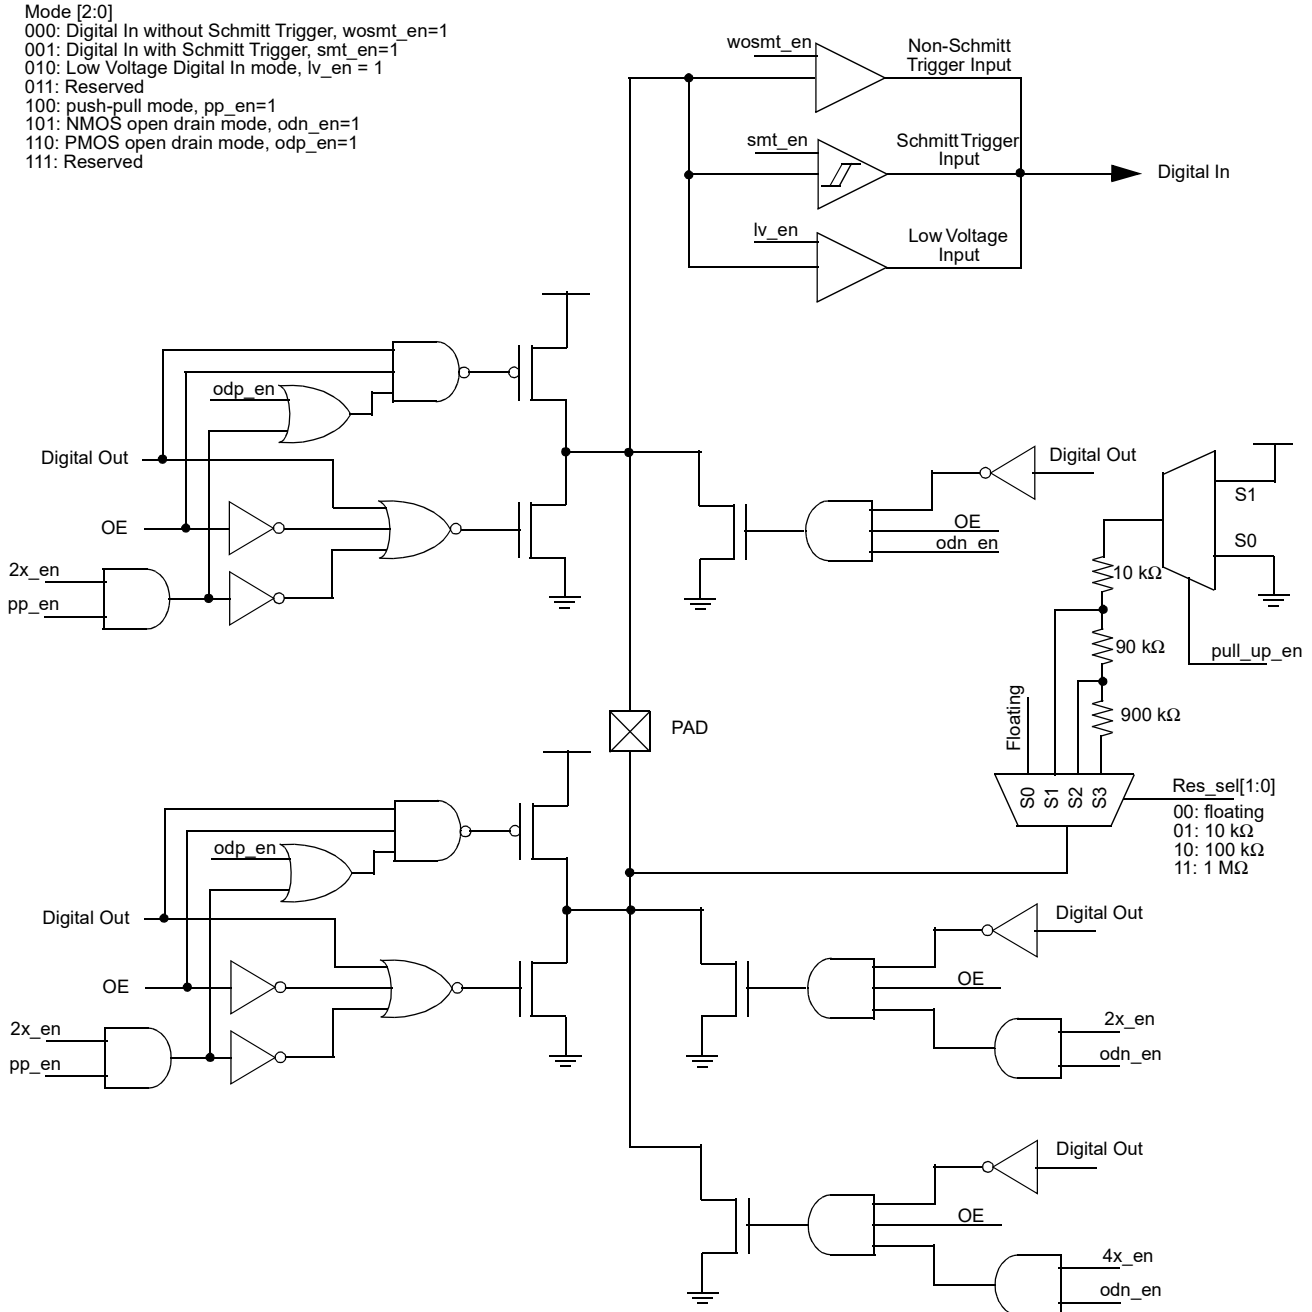 Mode [2:0]
000: Digital In without Schmitt Trigger, wosmt_en=1
001: Digital In with Schmitt Trigger, smt_en=1
010: Low Voltage Digital In mode, lv_en = 1
011: Reserved
100: push-pull mode, pp_en=1
101: NMOS open drain mode, odn_en=1
110: PMOS open drain mode, odp_en=1
111: Reserved
wosmt_en
Non-Schmitt
Trigger Input
smt_en
Schmitt Trigger
Input
Digital In
lv_en
Low Voltage
Input
odp_en
Digital Out
OE
2x_en
pp_en
Digital Out
OE
odn_en
S1
S0
10 kΩ
90 kΩ
900 kΩ
pull_up_en
Floating
PAD
S0
S1
S2
S3
Res_sel[1:0]
00: floating
01: 10 kΩ
10: 100 kΩ
11: 1 MΩ
odp_en
Digital Out
OE
2x_en
pp_en
Digital Out
OE
2x_en
odn_en
Digital Out
OE
4x_en
odn_en